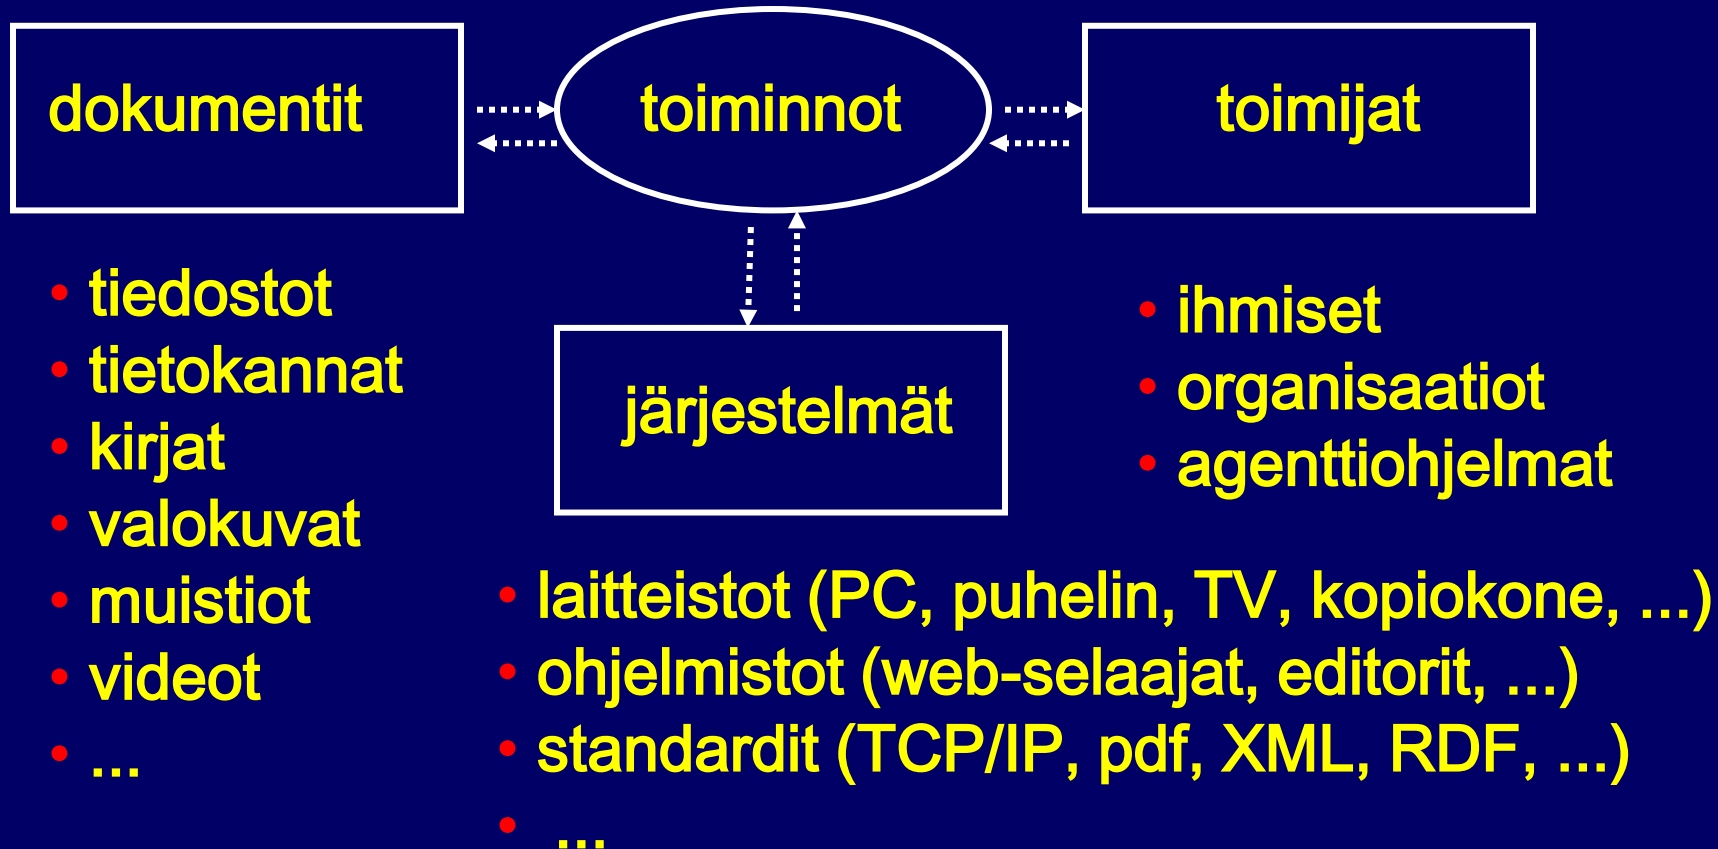 dokumentit
toiminnot
toimijat
• tiedostot
• tietokannat
• kirjat
• valokuvat
• muistiot
• videot
• ...
järjestelmät
• ihmiset
• organisaatiot
• agenttiohjelmat
• laitteistot (PC, puhelin, TV, kopiokone, ...)
• ohjelmistot (web-selaajat, editorit, ...)
• standardit (TCP/IP, pdf, XML, RDF, ...)
• ...